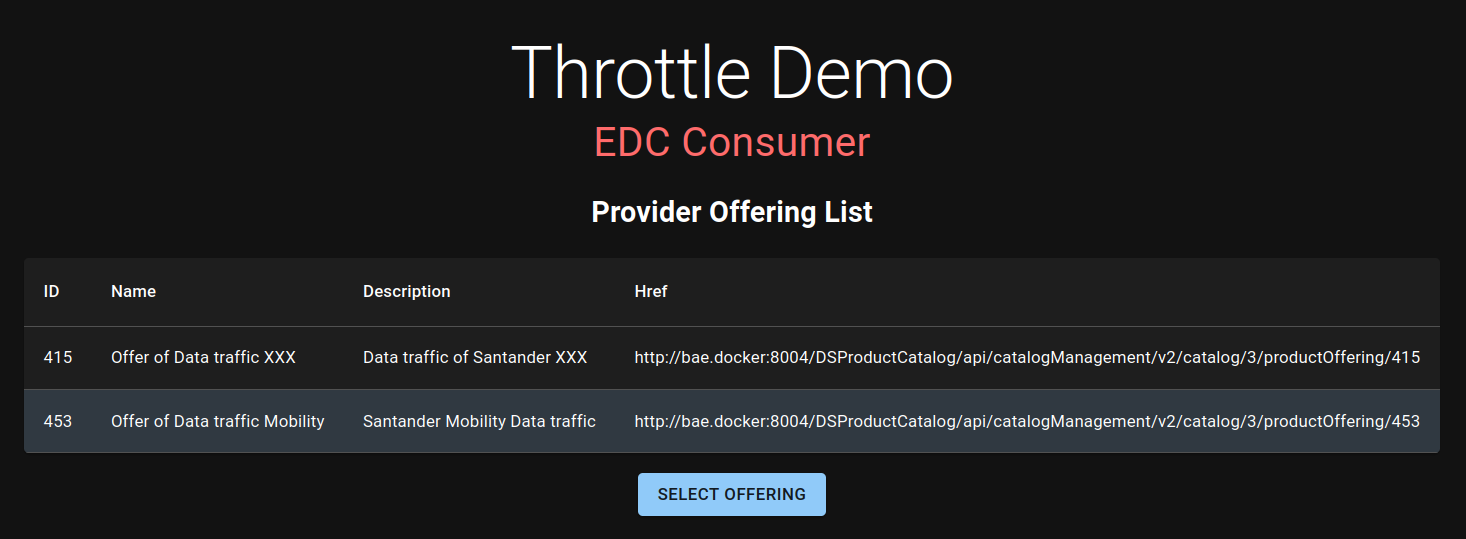 Throttle Demo
EDC Consumer
Provider Offering List
ID Name Description Href
415 Offer of Data traffic XXX Data traffic of Santander XXX http://bae.docker:8004/DSProductCatalog/api/catalogManagement/v2/catalog/3/productOffering/415
453 Offer of Data traffic Mobility Santander Mobility Data traffic http://bae.docker:8004/DSProductCatalog/api/catalogManagement/v2/catalog/3/productOffering/453
SELECT OFFERING